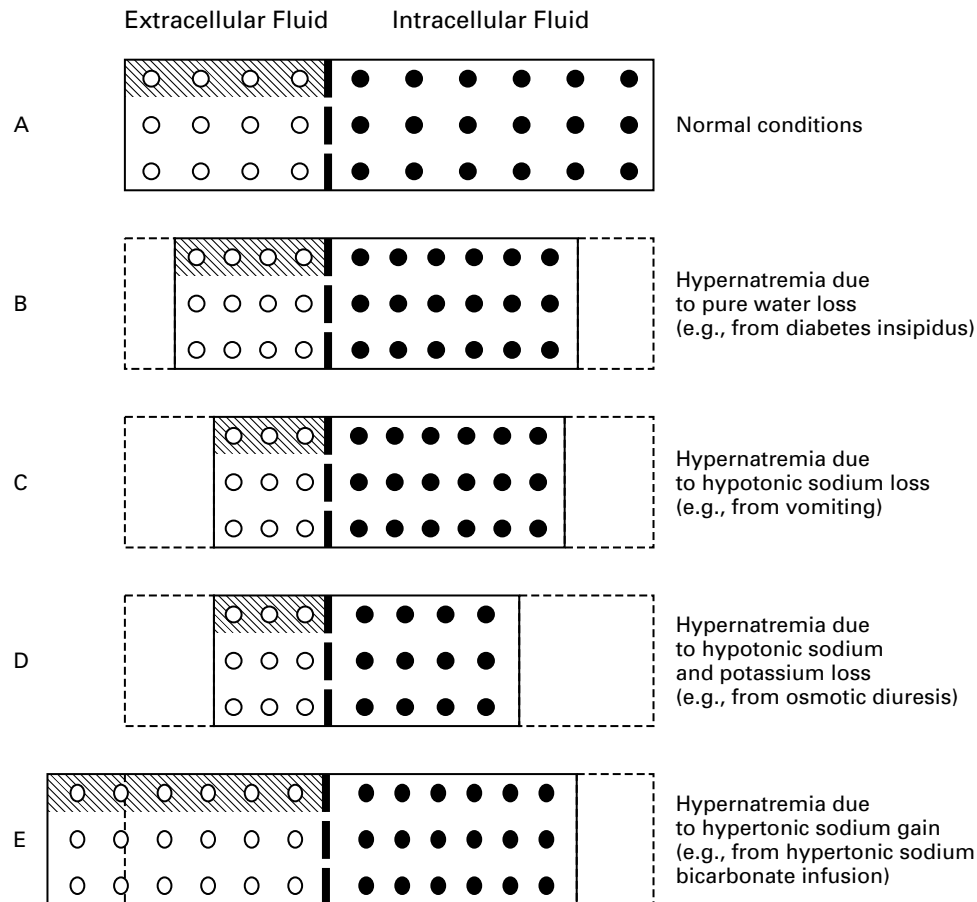 Extracellular Fluid Intracellular Fluid
A
Normal conditions
B
Hypernatremia due
to pure water loss
(e.g., from diabetes insipidus)
C
Hypernatremia due
to hypotonic sodium loss
(e.g., from vomiting)
D
Hypernatremia due
to hypotonic sodium
and potassium loss
(e.g., from osmotic diuresis)
E
Hypernatremia due
to hypertonic sodium gain
(e.g., from hypertonic sodium
bicarbonate infusion)